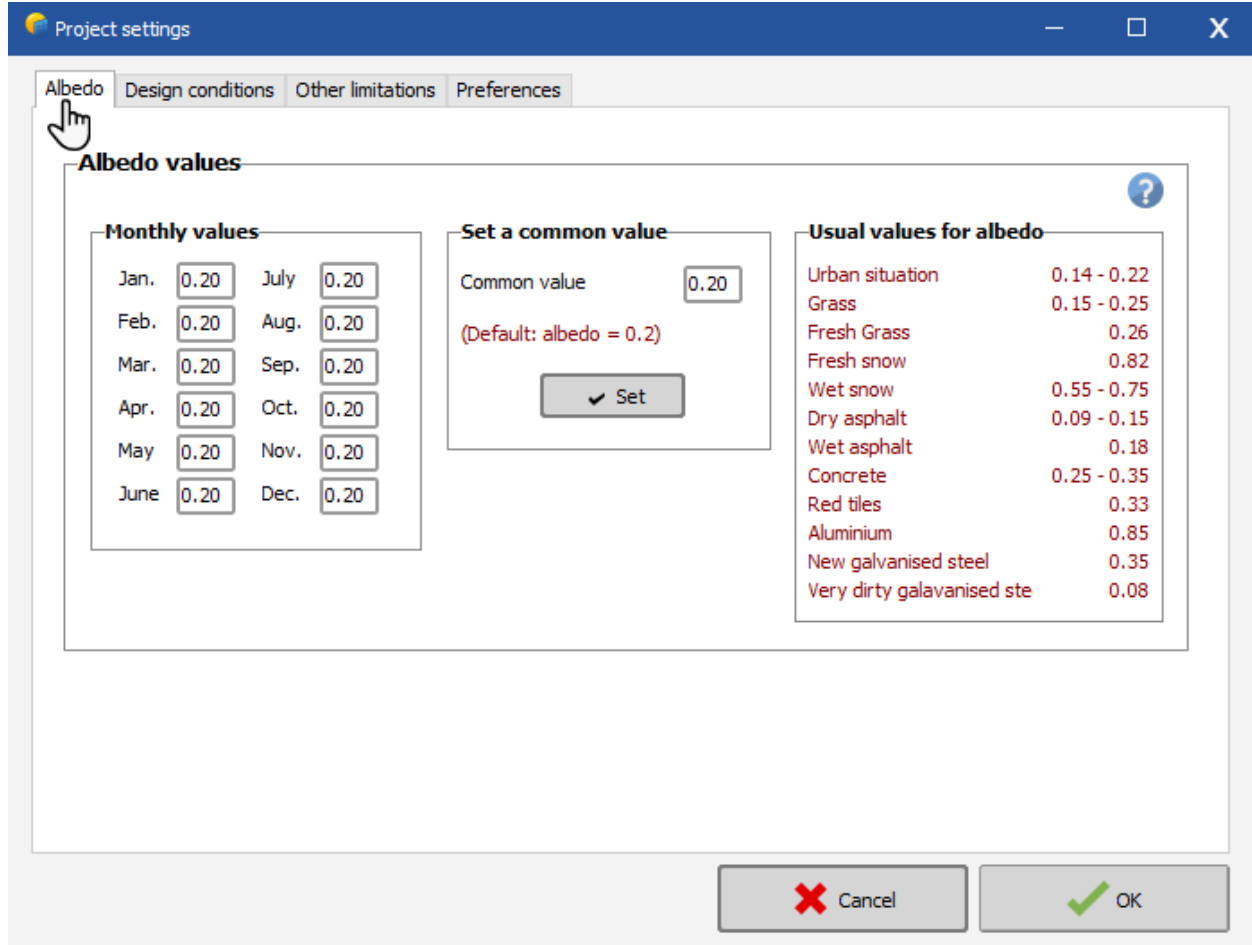 Project settings
Albedo Design conditions Other limitations Preferences
Albedo values
Monthly values
Jan. 0.20 July 0.20
Feb. 0.20 Aug. 0.20
Mar. 0.20 Sep. 0.20
Apr. 0.20 Oct. 0.20
May 0.20 Nov. 0.20
June 0.20 Dec. 0.20
Set a common value
Common value 0.20
(Default: albedo = 0.2)
Set
Usual values for albedo
Urban situation 0.14 - 0.22
Grass 0.15 - 0.25
Fresh Grass 0.26
Fresh snow 0.82
Wet snow 0.55 - 0.75
Dry asphalt 0.09 - 0.15
Wet asphalt 0.18
Concrete 0.25 - 0.35
Red tiles 0.33
Aluminium 0.85
New galvanised steel 0.35
Very dirty galavanised ste 0.08
Cancel OK